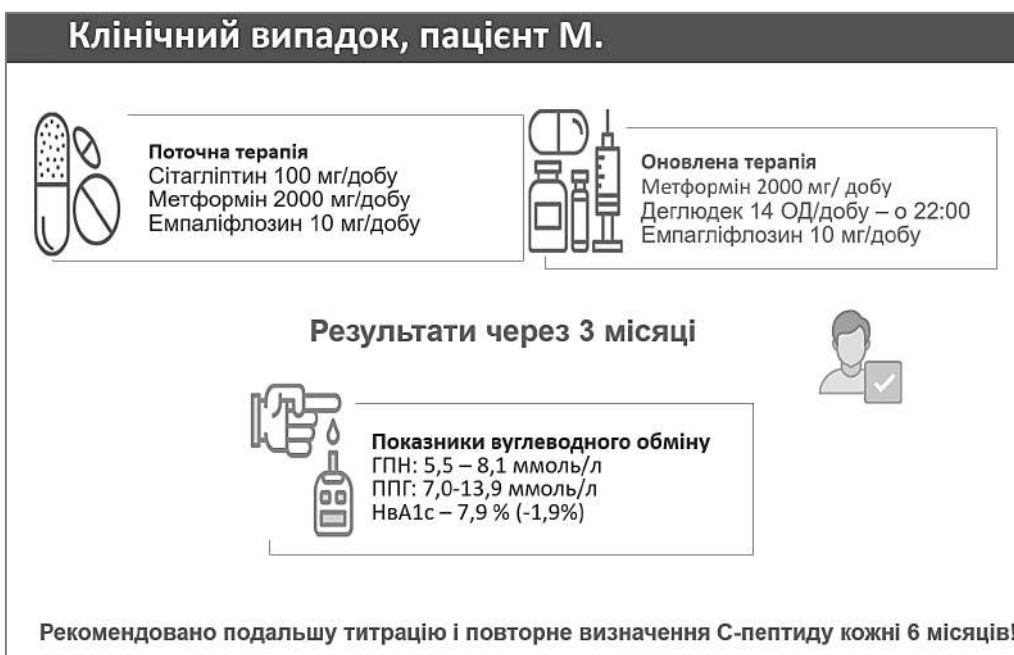 Клінічний випадок, пацієнт М.
Поточна терапія
Сітагліптин 100 мг/добу
Метформін 2000 мг/добу
Емпаліфлозин 10 мг/добу
Оновлена терапія
Метформін 2000 мг/ добу
Деглюдек 14 ОД/добу – о 22:00
Емпагліфлозин 10 мг/добу
Результати через 3 місяці
Показники вуглеводного обміну
ГПН: 5,5 – 8,1 ммоль/л
ППГ: 7,0-13,9 ммоль/л
НвА1с – 7,9 % (-1,9%)
Рекомендовано подальшу титрацію і повторне визначення С-пептиду кожні 6 місяців!